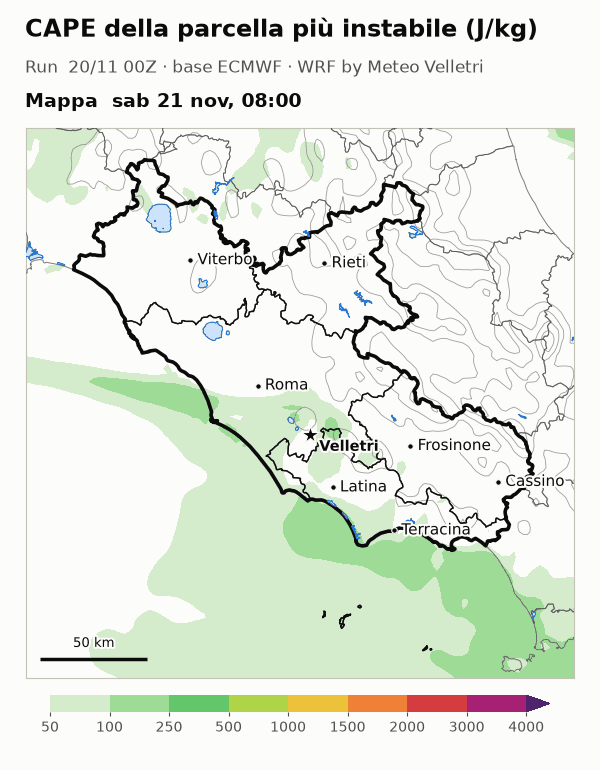 CAPE della parcella più instabile (J/kg)
Run  20/11 00Z · base ECMWF · WRF by Meteo Velletri
Mappa  sab 21 nov, 08:00
Viterbo
Rieti
Roma
Velletri
Frosinone
Cassino
Latina
Terracina
50 km
50 100 250 500 1000 1500 2000 3000 4000